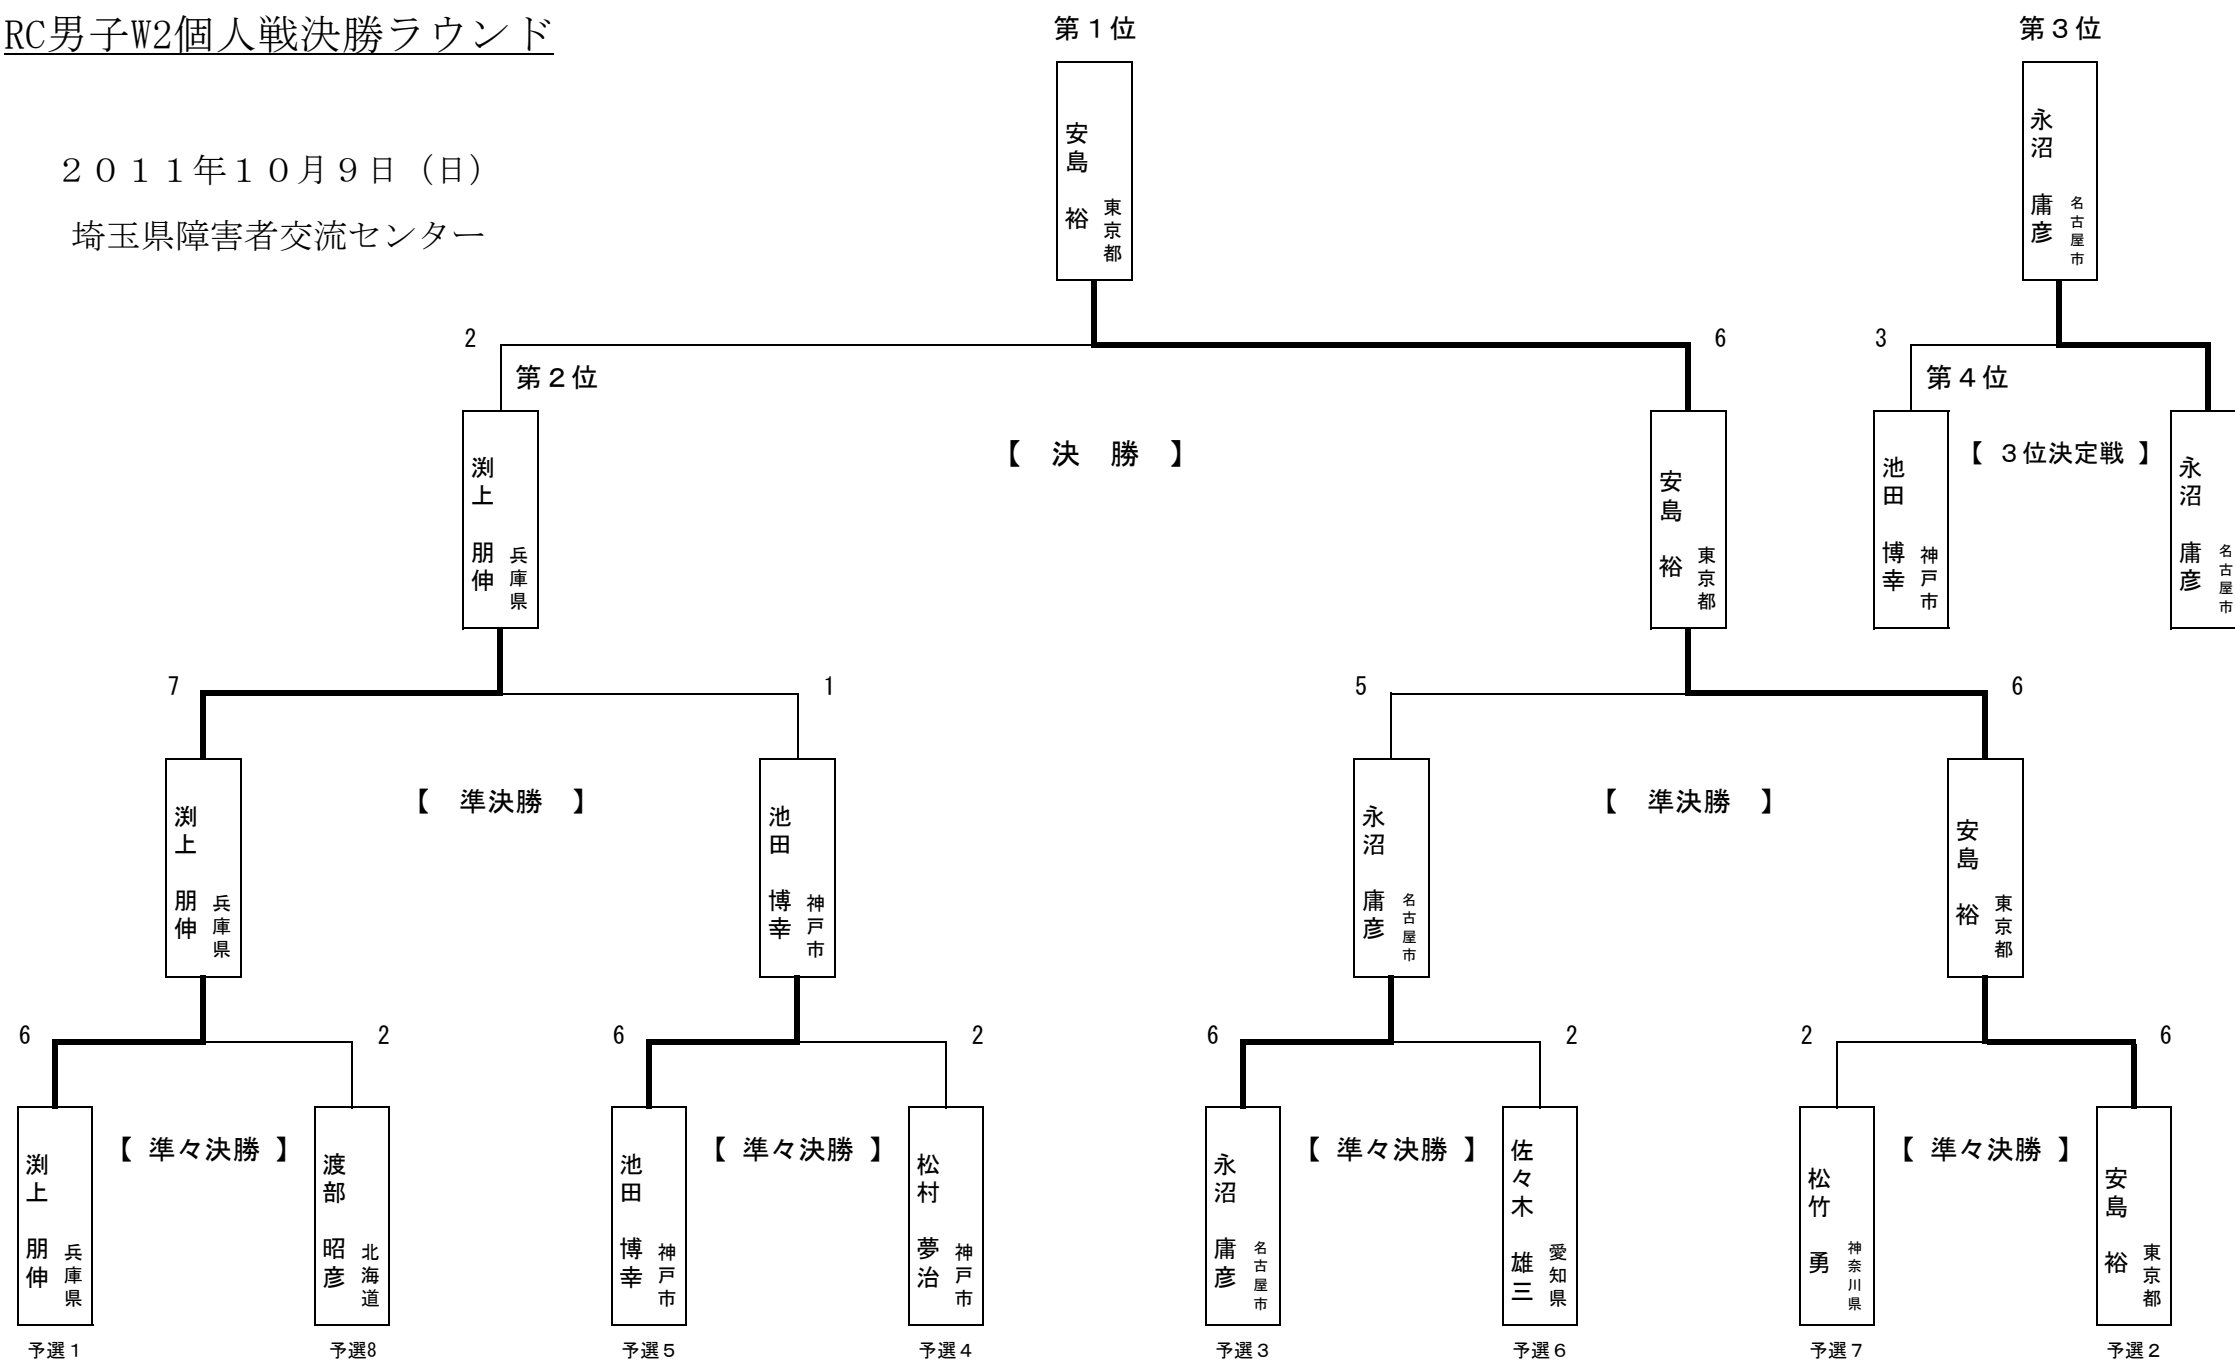 RC男子W2個人戦決勝ラウンド
第１位
第３位
２０１１年１０月９日（日）
埼玉県障害者交流センター
安島　裕
東京都
永沼　庸彦
名古屋市
2
6
3
第２位
第４位
渕上　朋伸
兵庫県
【　決　勝　】
安島　裕
東京都
池田　博幸
神戸市
【 ３位決定戦 】
永沼　庸彦
名古屋市
7
1
5
6
渕上　朋伸
兵庫県
【　準決勝　】
池田　博幸
神戸市
永沼　庸彦
名古屋市
【　準決勝　】
安島　裕
東京都
6
2
6
2
6
2
2
6
渕上　朋伸
兵庫県
【 準々決勝 】
渡部　昭彦
北海道
池田　博幸
神戸市
【 準々決勝 】
松村　夢治
神戸市
永沼　庸彦
名古屋市
【 準々決勝 】
佐々木　雄三
愛知県
松竹　勇
神奈川県
【 準々決勝 】
安島　裕
東京都
予選１
予選8
予選５
予選４
予選３
予選６
予選７
予選２